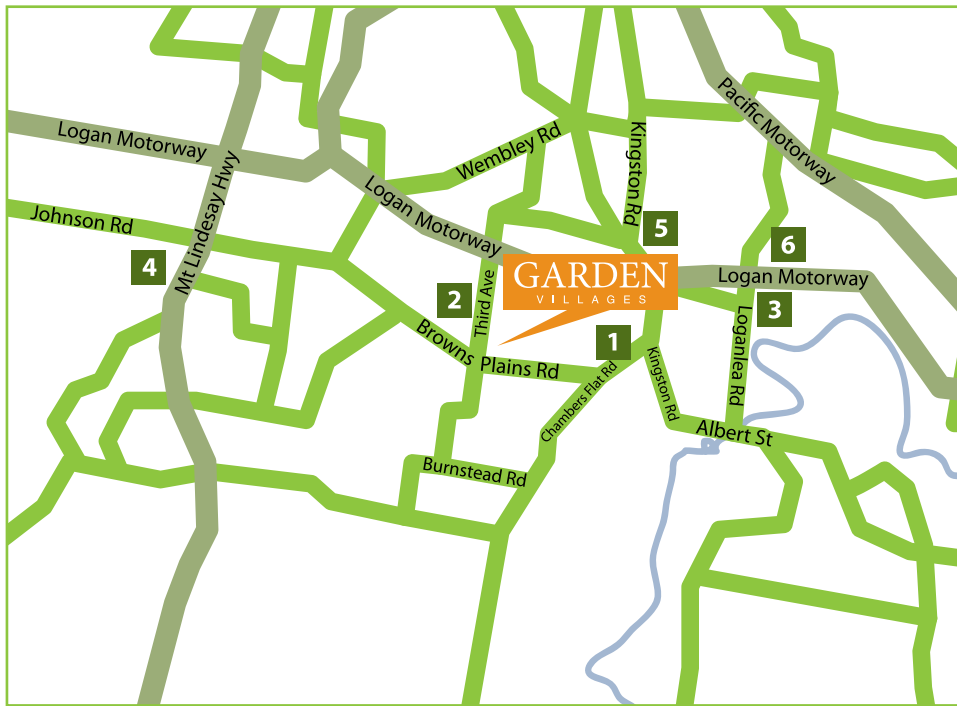 Pacific Motorway
Logan Motorway
Wembley Rd
Kingston Rd
Mt Lindesay Hwy
Logan Motorway
Johnson Rd
5
6
4
GARDEN
VILLAGES
Logan Motorway
2
Third Ave
3
Loganlea Rd
1
Browns Plains Rd
Chambers Flat Rd
Kingston Rd
Albert St
Burnstead Rd